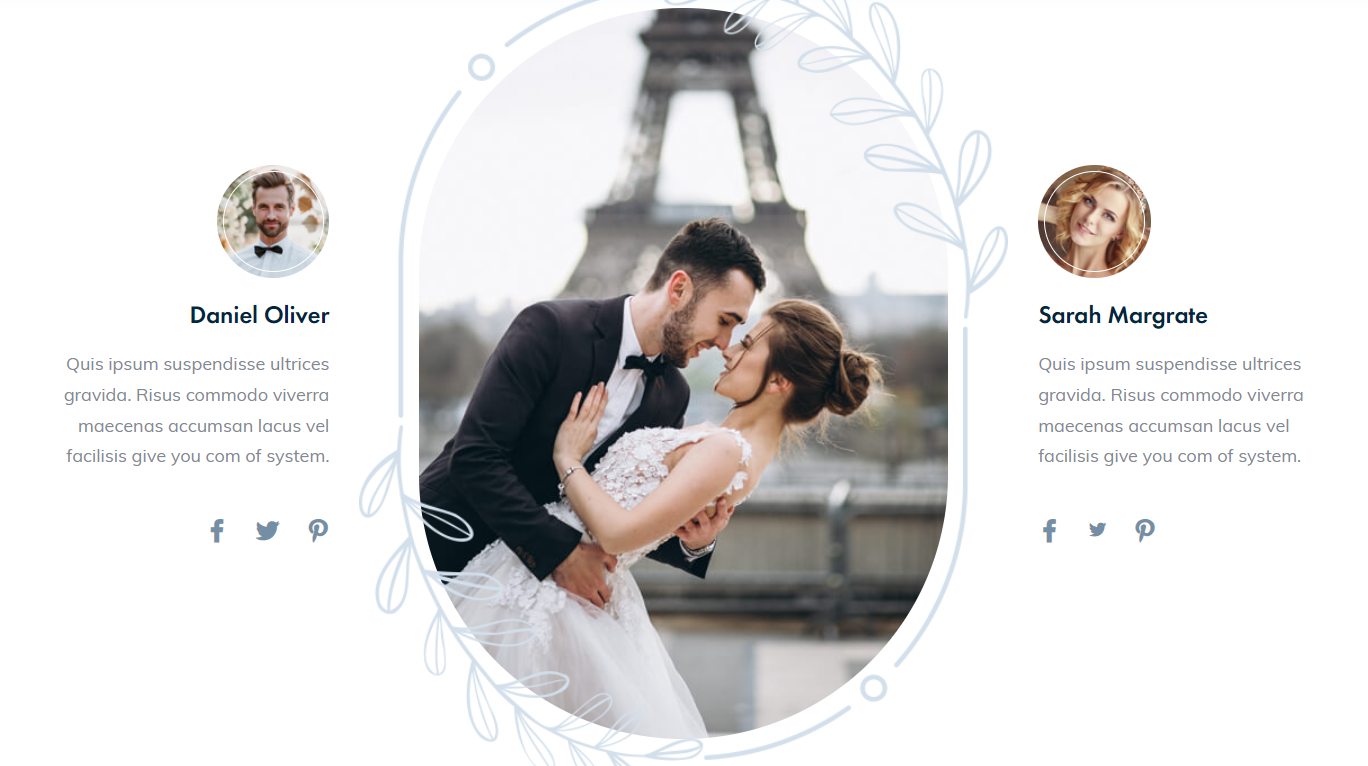 Daniel Oliver
Quis ipsum suspendisse ultrices
gravida. Risus commodo viverra
maecenas accumsan lacus vel
facilisis give you com of system.
Sarah Margrate
Quis ipsum suspendisse ultrices
gravida. Risus commodo viverra
maecenas accumsan lacus vel
facilisis give you com of system.